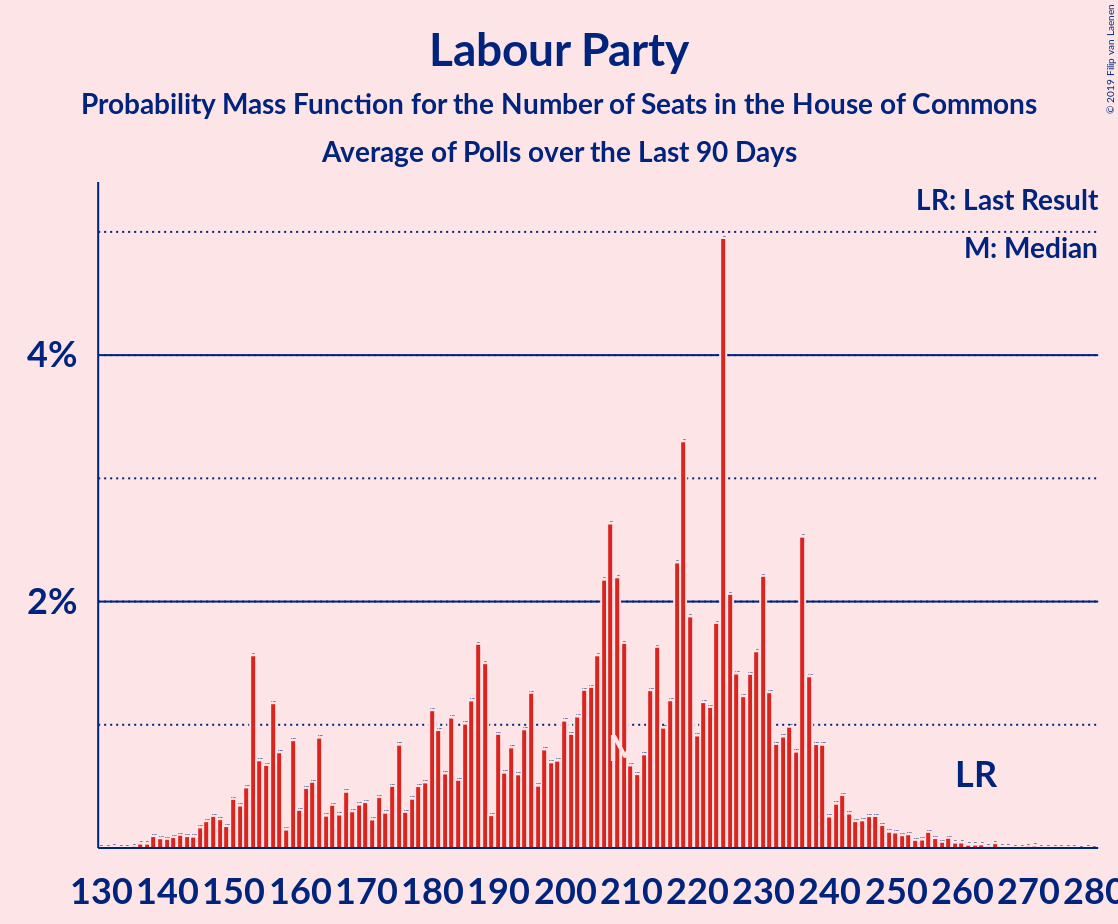 Labour Party
Probability Mass Function for the Number of Seats in the House of Commons
Average of Polls over the Last 90 Days
© 2019 Filip van Laenen
LR: Last Result
M: Median
4%
2%
M
LR
130 140 150 160 170 180 190 200 210 220 230 240 250 260 270 280